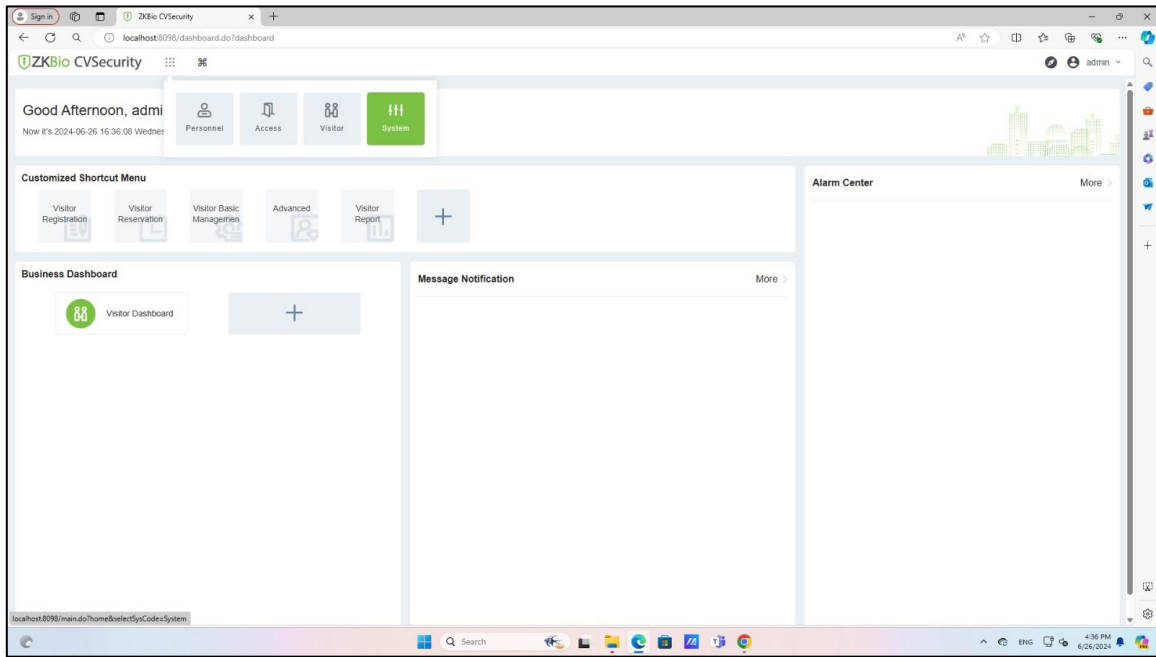 Sign in
ZKBio CVSecurity
localhost:8098/dashboard.do?dashboard
ZKBio CVSecurity
admin
Good Afternoon, admi
Now it's 2024-06-26 16:36:08 Wednes
Personnel
Access
Visitor
System
Customized Shortcut Menu
Visitor
Registration
Visitor
Reservation
Visitor Basic
Managemen
Advanced
Visitor
Report
Alarm Center
More >
Business Dashboard
Visitor Dashboard
Message Notification
More >
localhost:8098/main.do?home&selectSysCode=System
Search
ENG
4:36 PM
6/26/2024